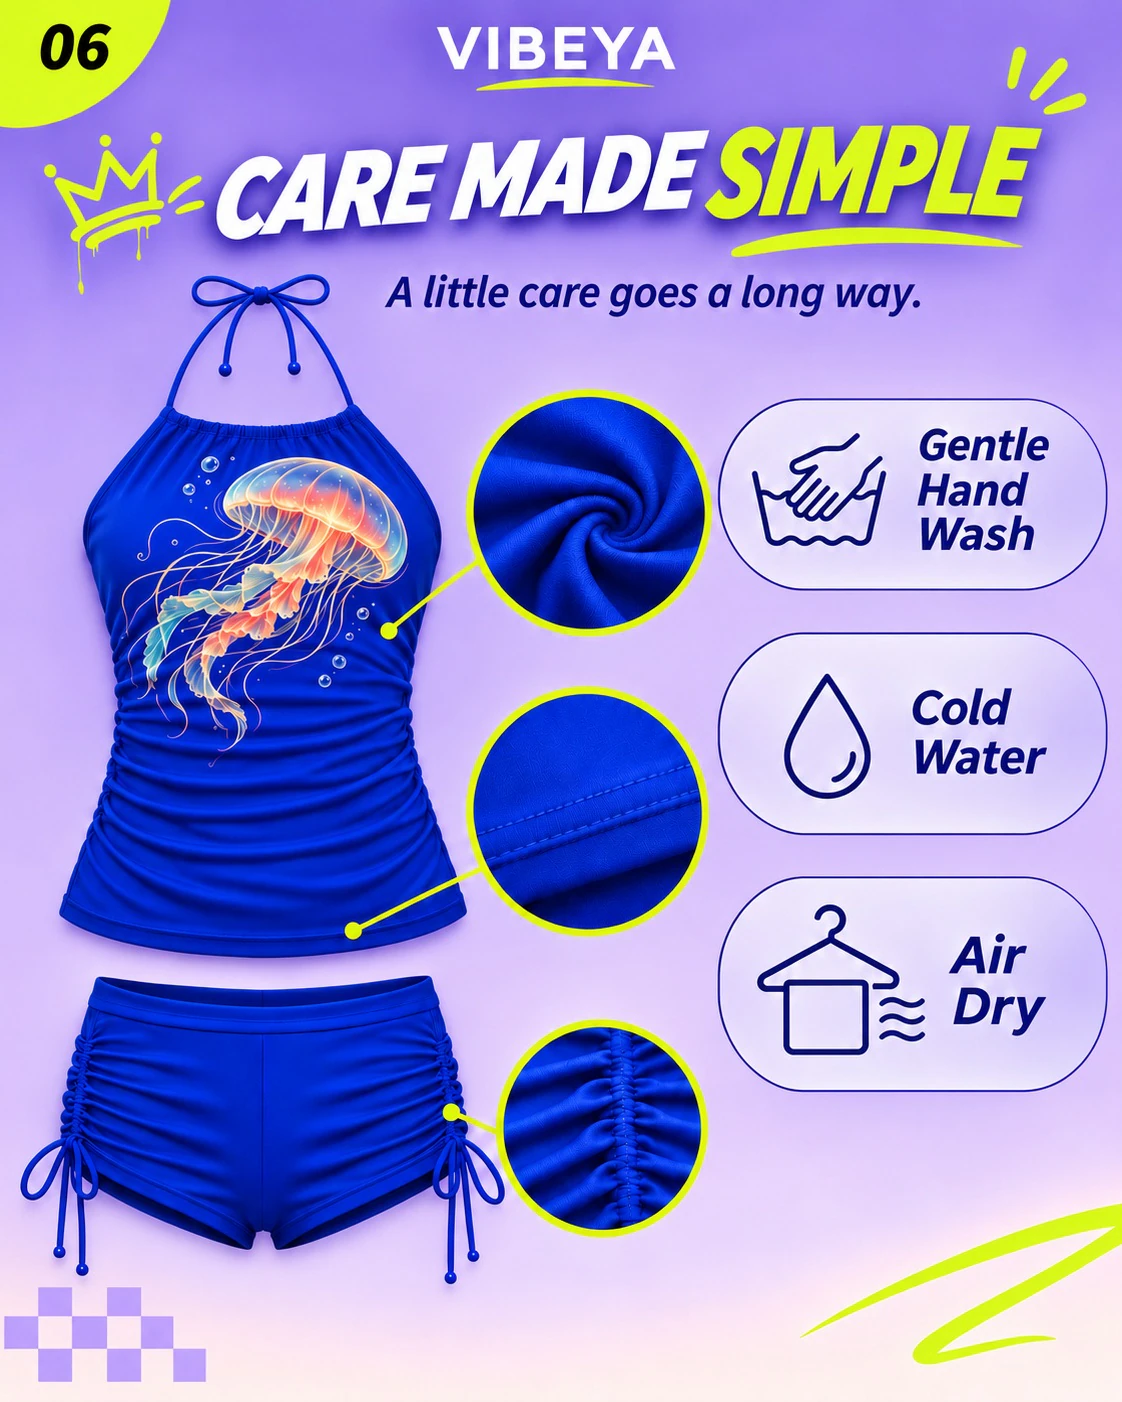 06
VIBEYA
CARE MADE SIMPLE
A little care goes a long way.
Gentle
Hand
Wash
Cold
Water
Air
Dry